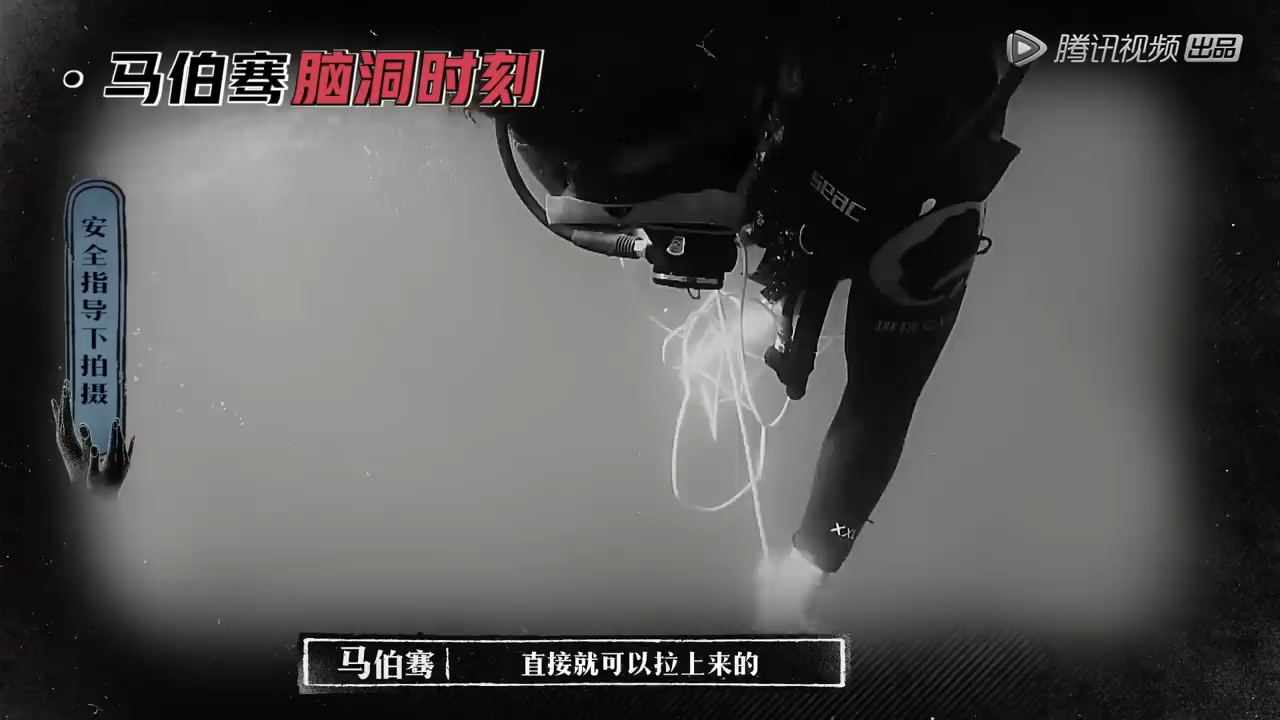 马伯骞脑洞时刻
腾讯视频 出品
安全指导下拍摄
seac
XXL
马伯骞 直接就可以拉上来的